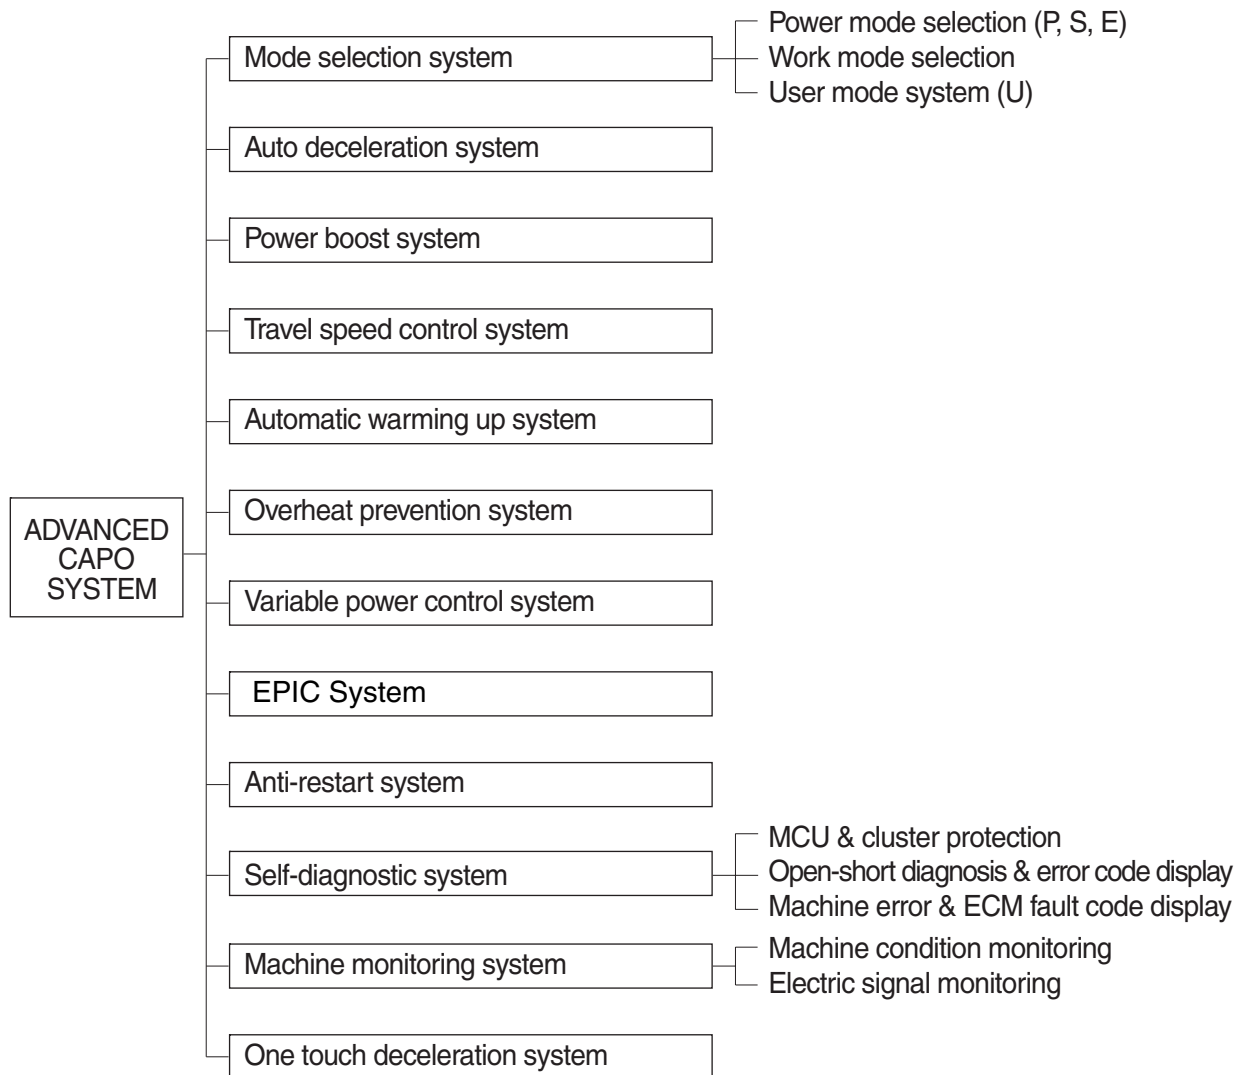 Mode selection system
Power mode selection (P, S, E)
Work mode selection
User mode system (U)
Auto deceleration system
Power boost system
Travel speed control system
Automatic warming up system
Overheat prevention system
ADVANCED
CAPO
SYSTEM
Variable power control system
EPIC System
Anti-restart system
Self-diagnostic system
MCU & cluster protection
Open-short diagnosis & error code display
Machine error & ECM fault code display
Machine monitoring system
Machine condition monitoring
Electric signal monitoring
One touch deceleration system